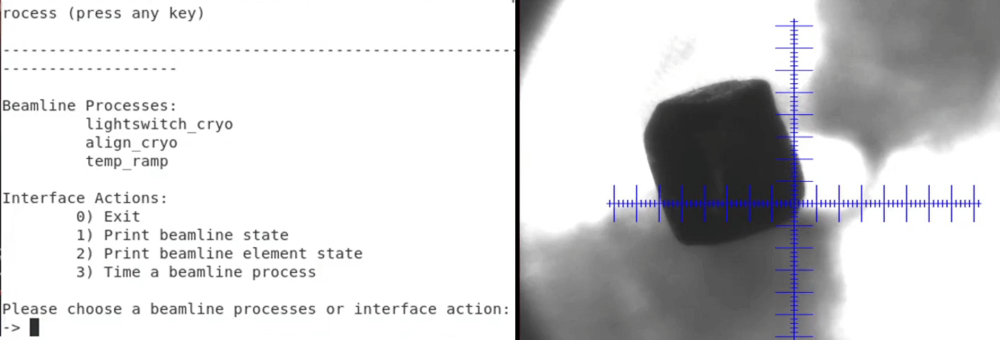 rocess (press any key)
--------------------------------------------------------
-------------------
Beamline Processes:
lightswitch_cryo
align_cryo
temp_ramp
Interface Actions:
0) Exit
1) Print beamline state
2) Print beamline element state
3) Time a beamline process
Please choose a beamline processes or interface action:
->